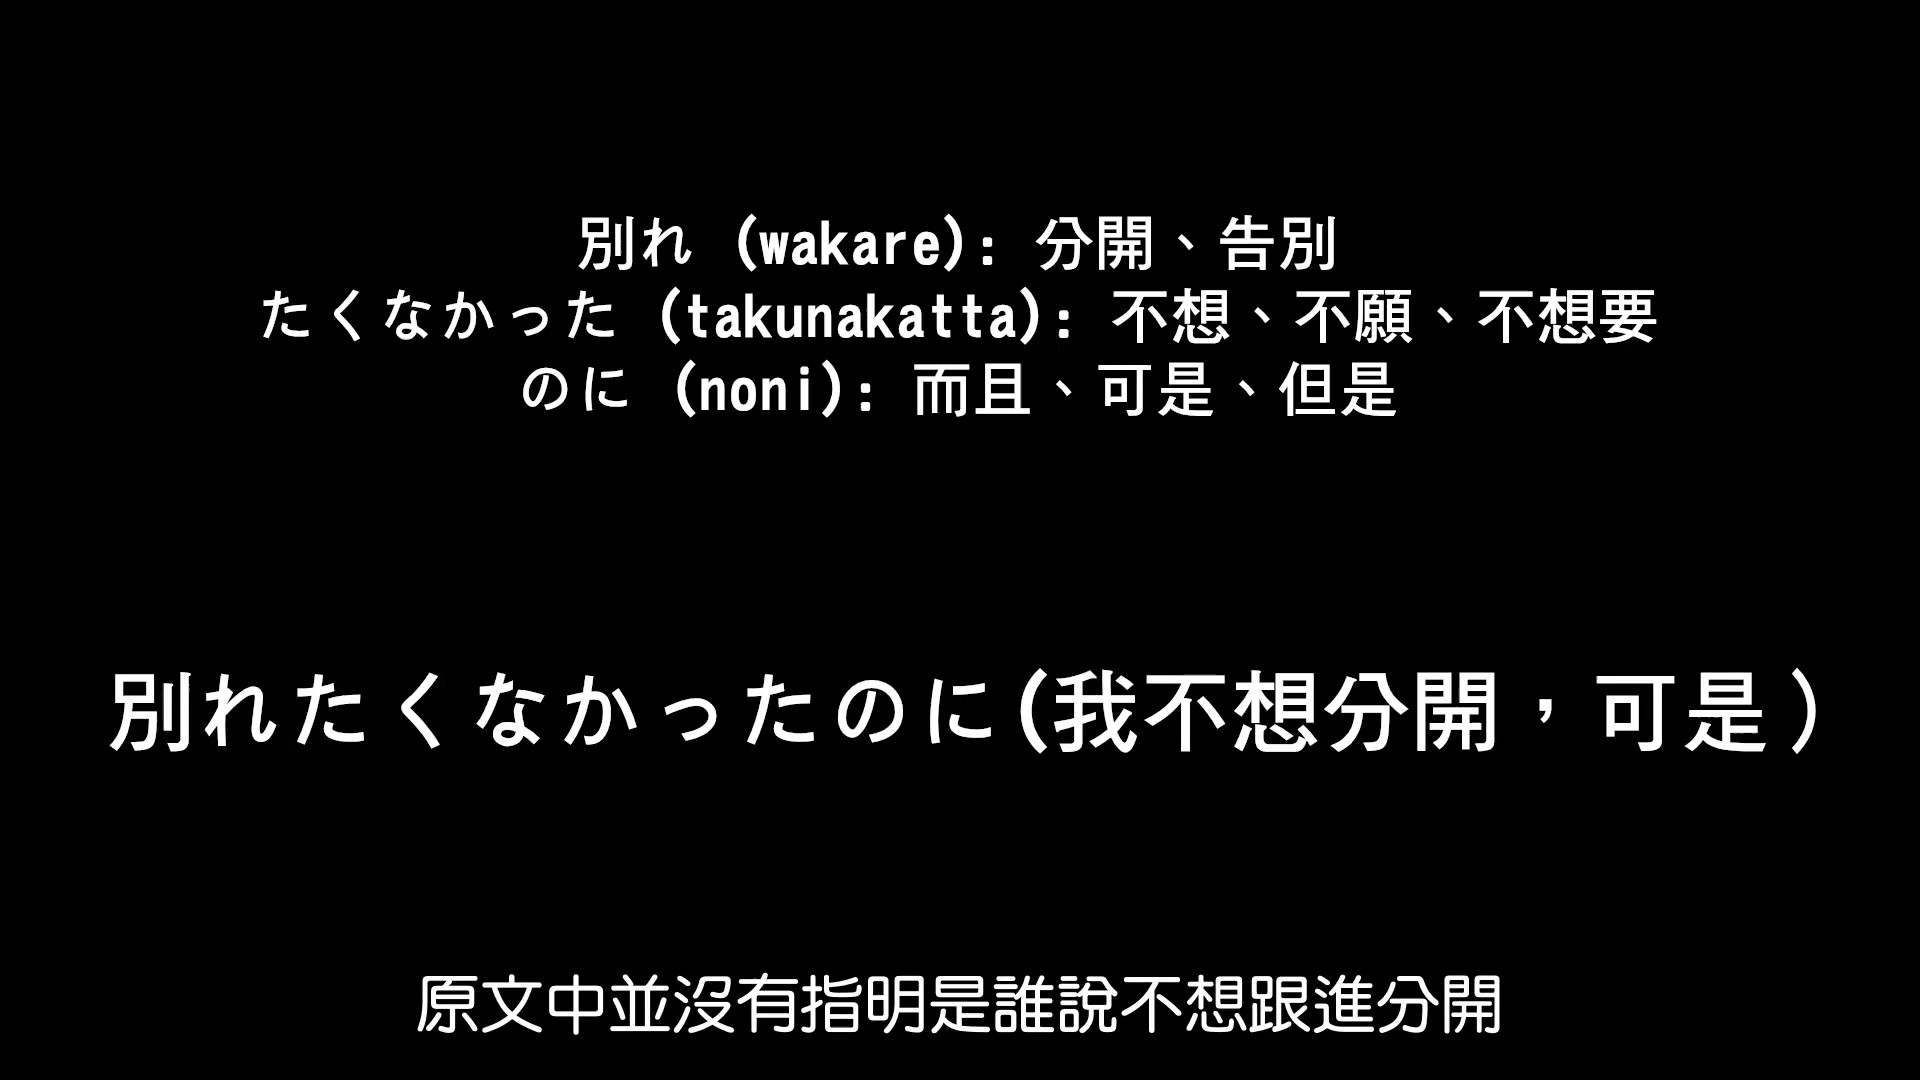 別れ (wakare): 分開、告別
たくなかった (takunakatta): 不想、不願、不想要
のに (noni): 而且、可是、但是
別れたくなかったのに(我不想分開，可是)
原文中並沒有指明是誰說不想跟進分開